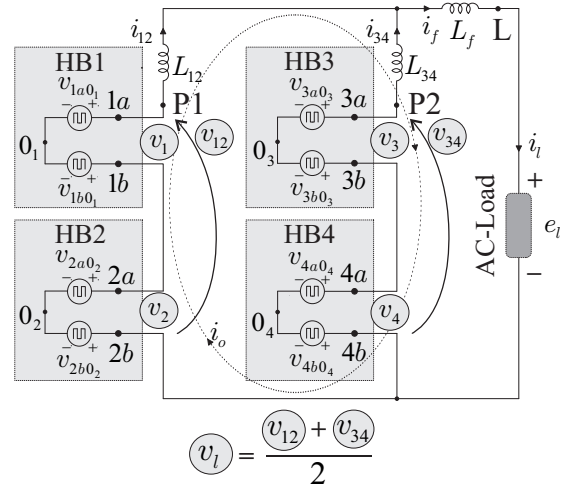 i12 i34 if Lf L
HB1 L12 HB3 L34
v1a01 1a P1 v3a03 3a P2
− + − +
01 v1 v12 03 v3 v34 il
v1b01 1b v3b03 3b
− + − +
HB2 HB4 AC-Load + el −
v2a02 2a v4a04 4a
− + − +
02 v2 04 v4
v2b02 2b io v4b04 4b
− + − +
vl = v12 + v34 / 2